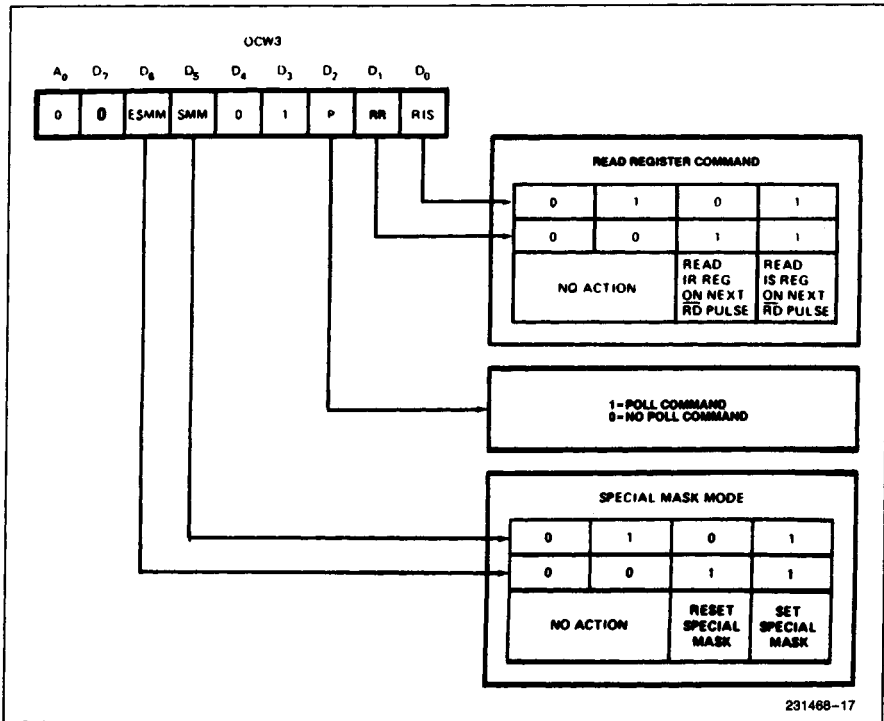 OCW3
A0 D7 D6 D5 D4 D3 D2 D1 D0
0 0 ESMM SMM 0 1 P RR RIS
READ REGISTER COMMAND
0 1 0 1
0 0 1 1
NO ACTION
READ
IR REG
ON NEXT
RD PULSE
READ
IS REG
ON NEXT
RD PULSE
1=POLL COMMAND
0=NO POLL COMMAND
SPECIAL MASK MODE
0 1 0 1
0 0 1 1
NO ACTION
RESET
SPECIAL
MASK
SET
SPECIAL
MASK
231468-17